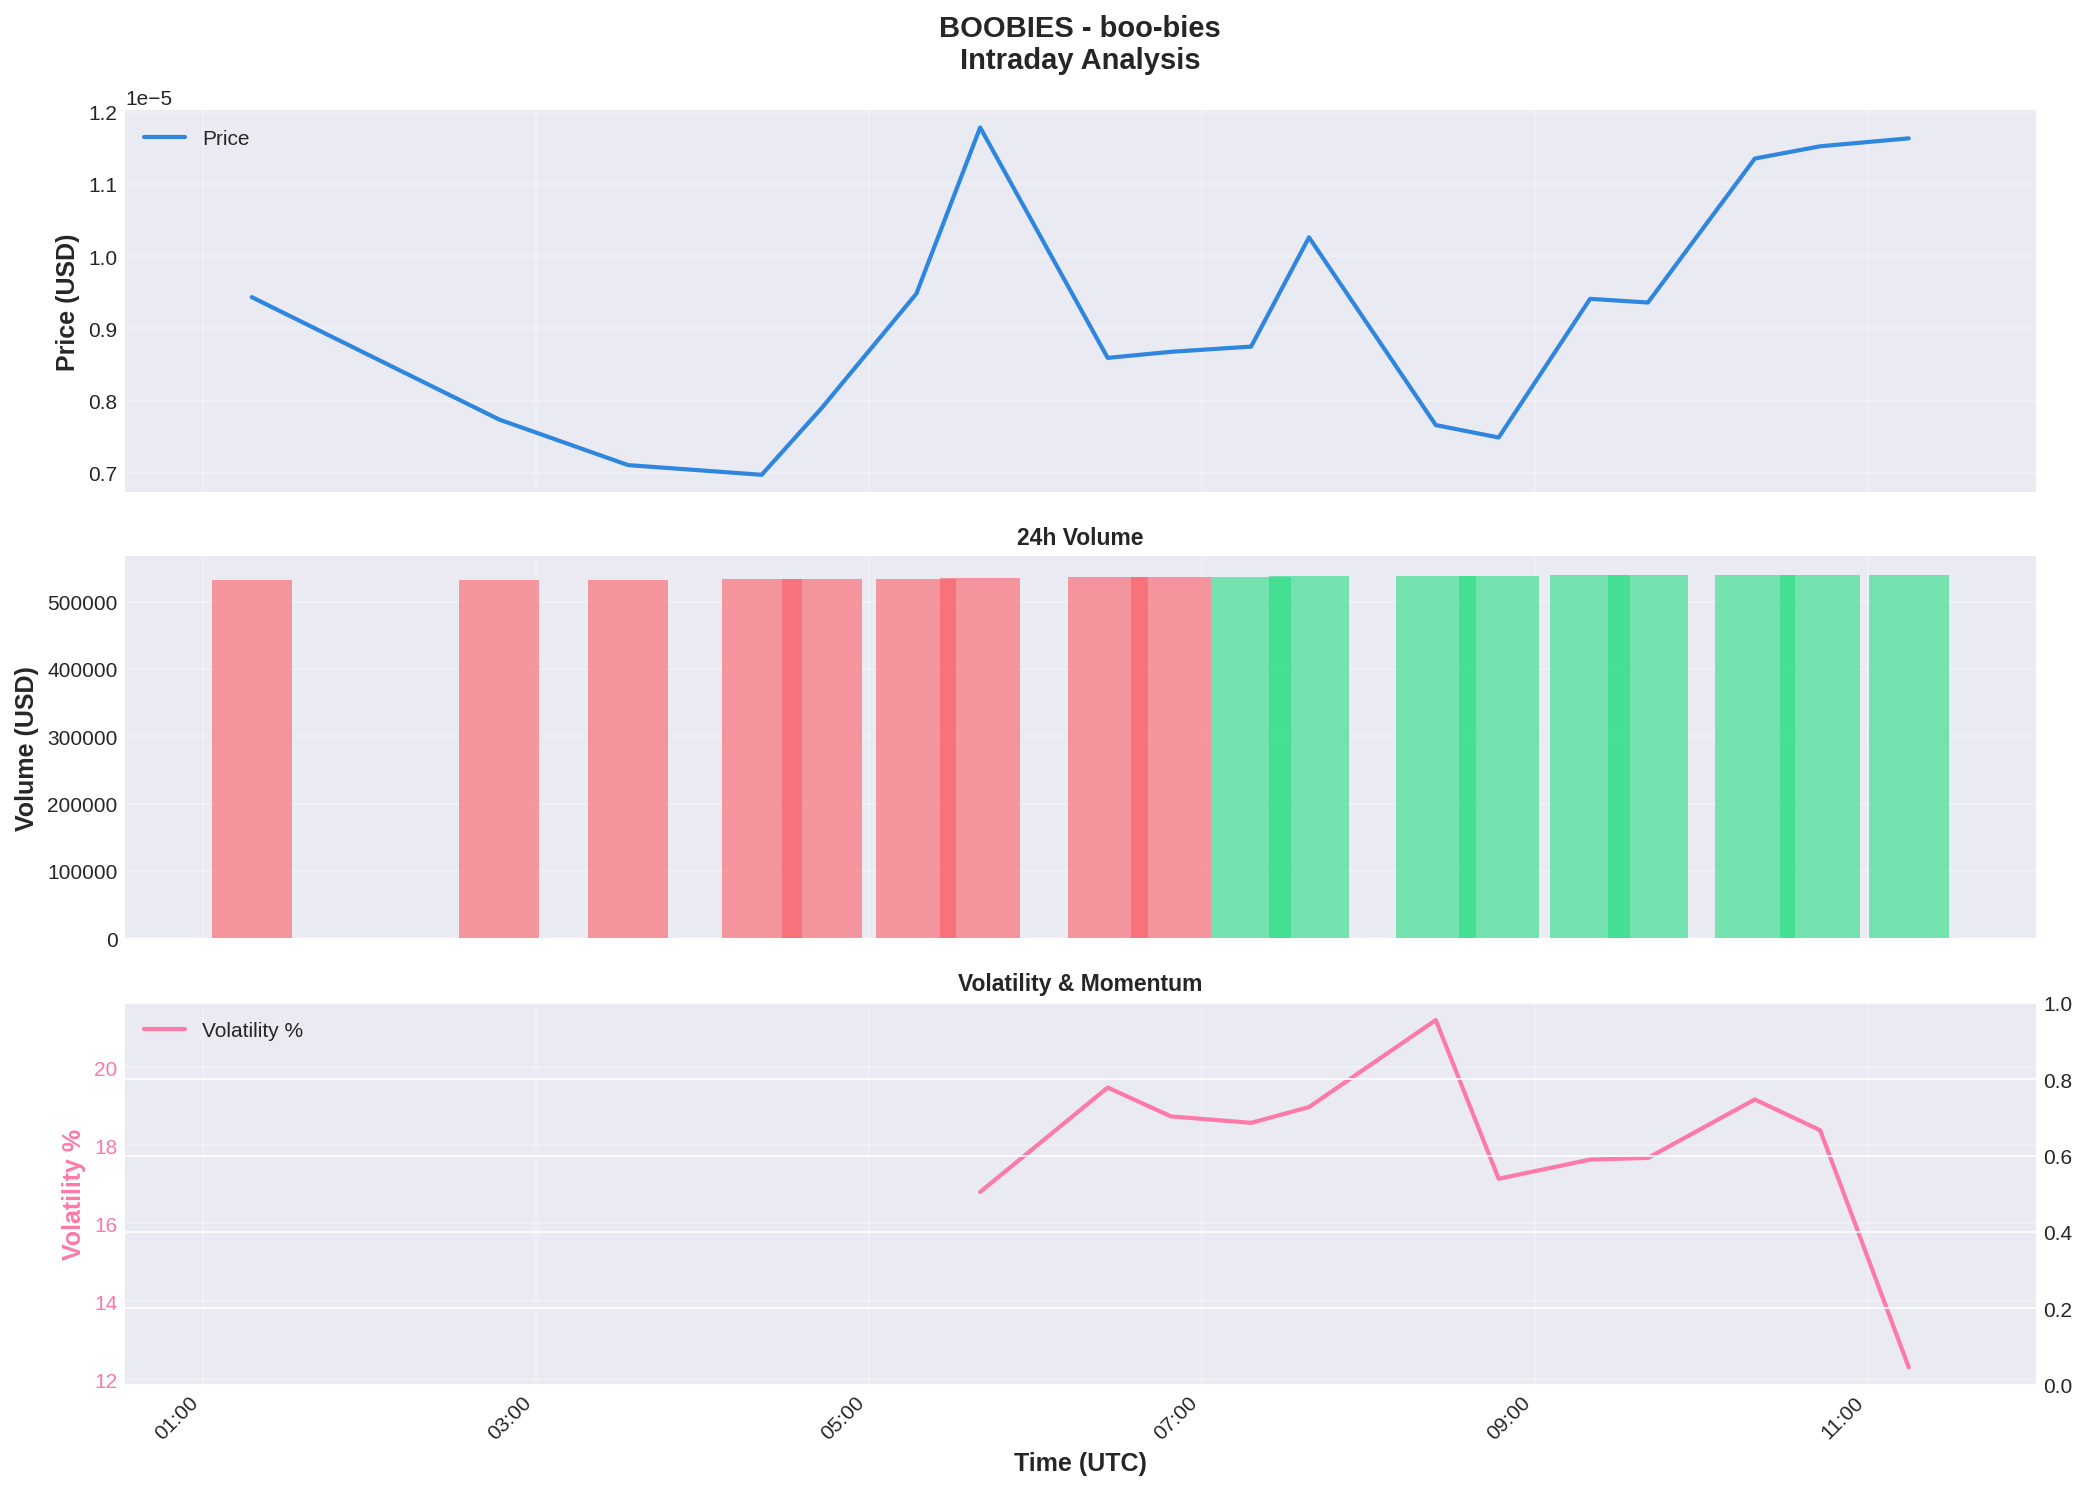 BOOBIES - boo-bies
Intraday Analysis
1e−5
1.2
1.1
1.0
0.9
0.8
0.7
Price (USD)
Price
24h Volume
500000
400000
300000
200000
100000
0
Volume (USD)
Volatility & Momentum
Volatility %
20
18
16
14
12
Volatility %
1.0
0.8
0.6
0.4
0.2
0.0
01:00
03:00
05:00
07:00
09:00
11:00
Time (UTC)